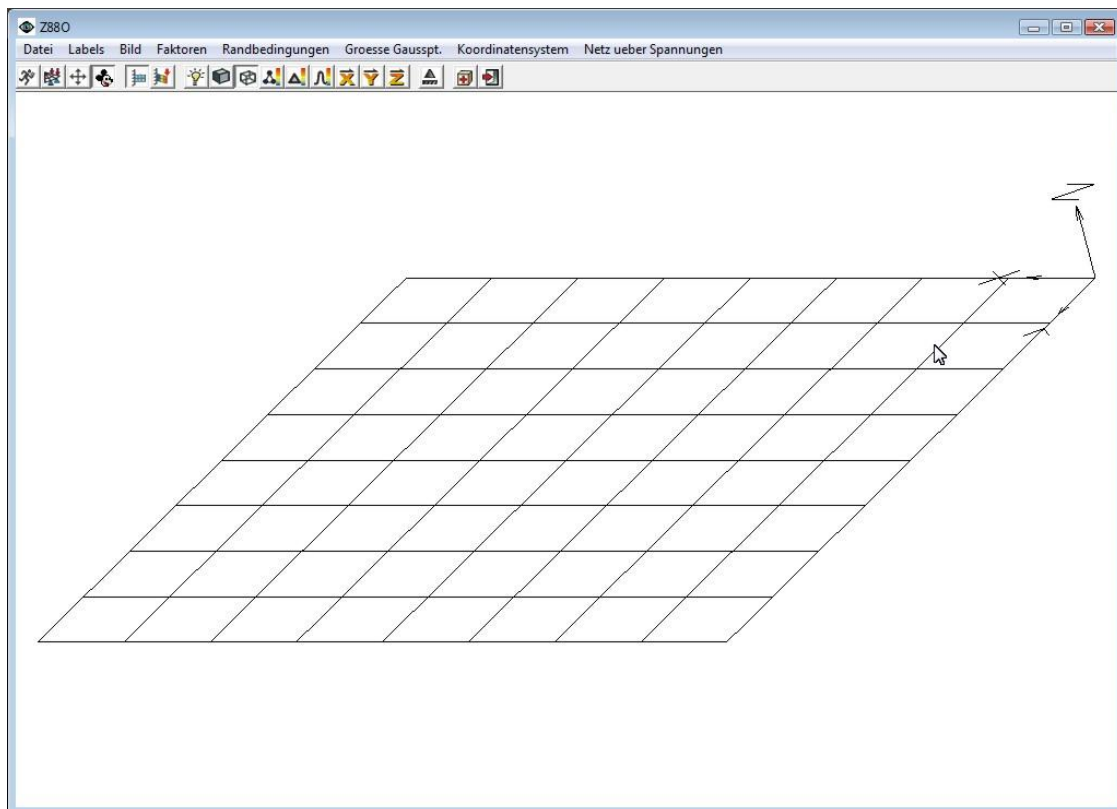 Z88O
Datei Labels Bild Faktoren Randbedingungen Groesse Gausspt. Koordinatensystem Netz ueber Spannungen
X Y Z
Z
X
Y